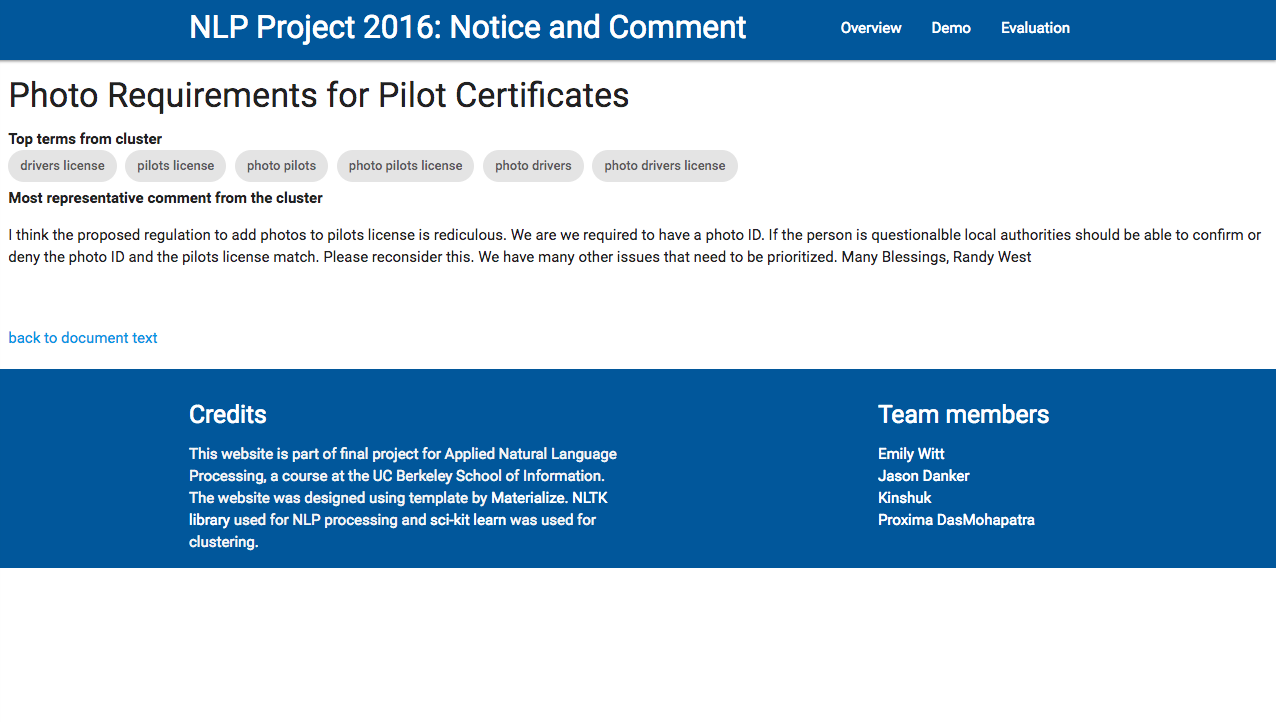 NLP Project 2016: Notice and Comment
Overview Demo Evaluation
Photo Requirements for Pilot Certificates
Top terms from cluster
drivers license pilots license photo pilots photo pilots license photo drivers photo drivers license
Most representative comment from the cluster
I think the proposed regulation to add photos to pilots license is rediculous. We are we required to have a photo ID. If the person is questionalble local authorities should be able to confirm or
deny the photo ID and the pilots license match. Please reconsider this. We have many other issues that need to be prioritized. Many Blessings, Randy West
back to document text
Credits
This website is part of final project for Applied Natural Language
Processing, a course at the UC Berkeley School of Information.
The website was designed using template by Materialize. NLTK
library used for NLP processing and sci-kit learn was used for
clustering.
Team members
Emily Witt
Jason Danker
Kinshuk
Proxima DasMohapatra